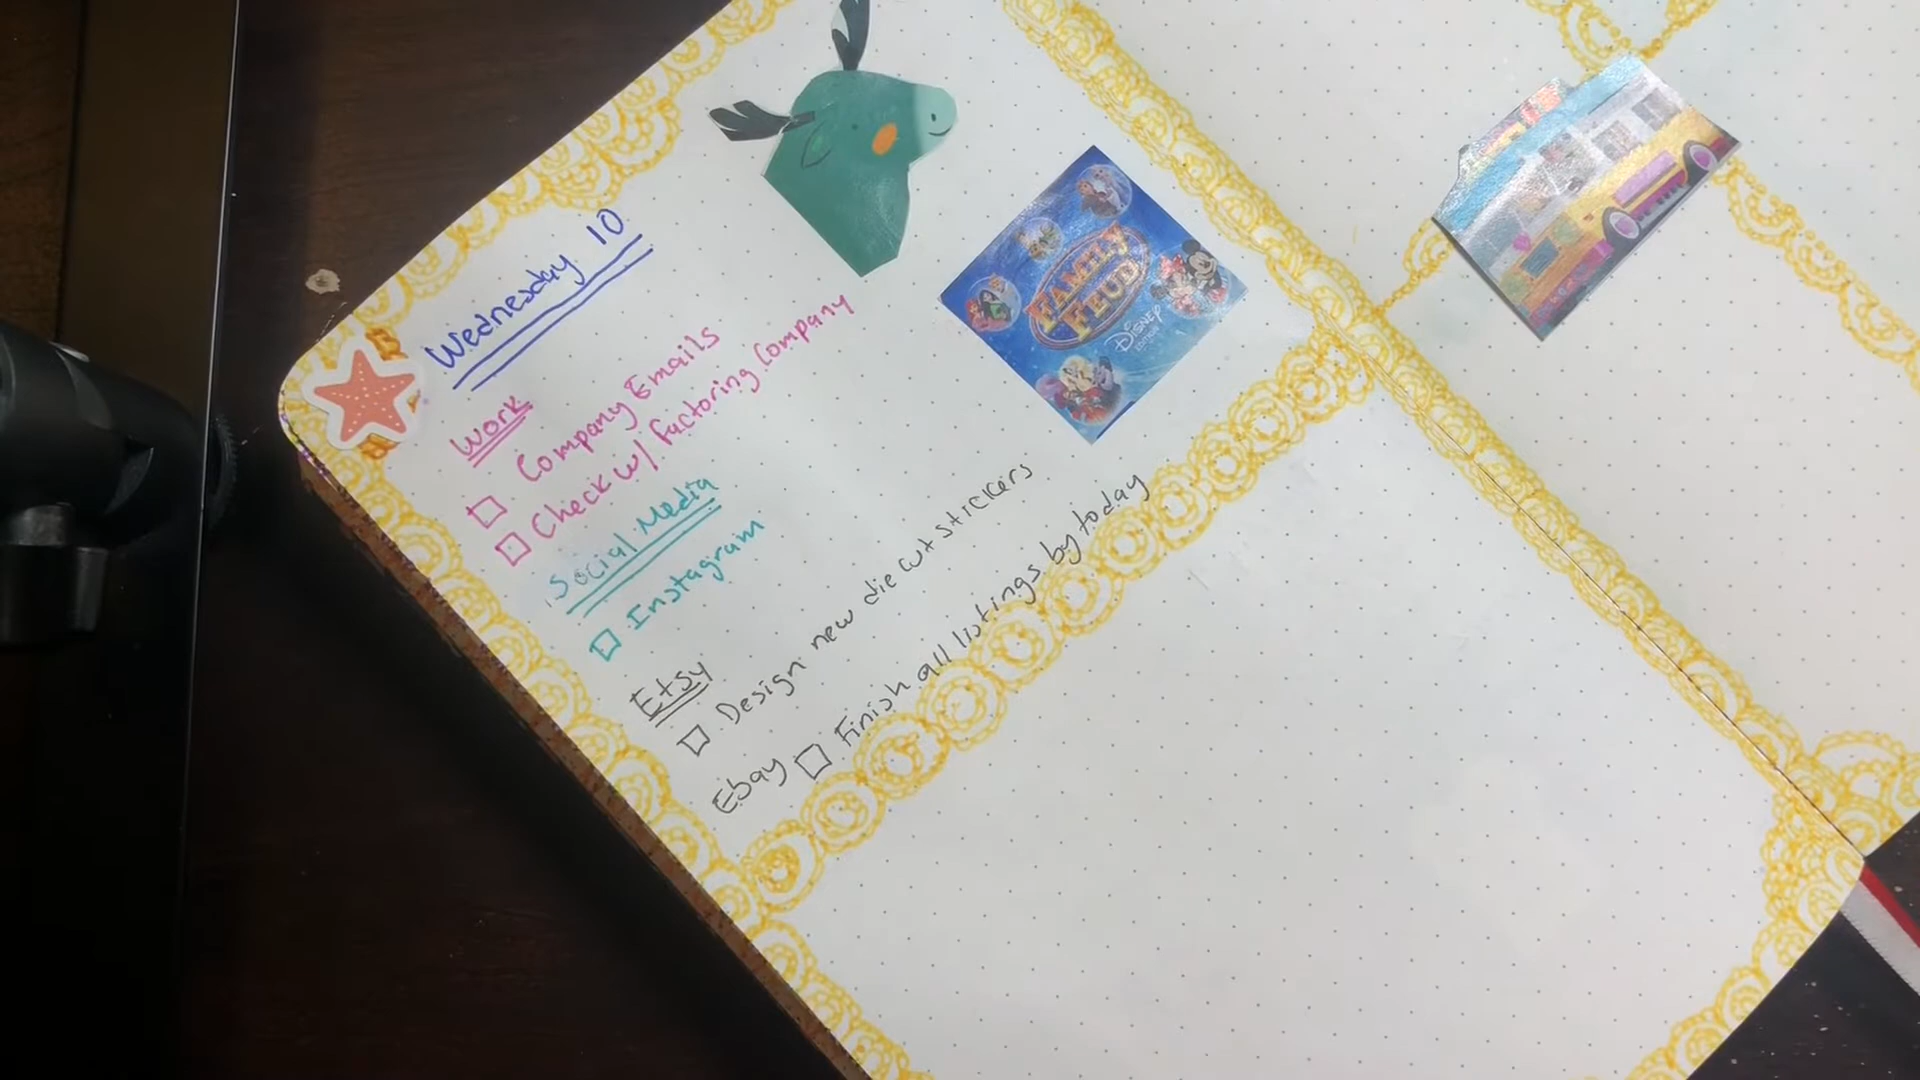 Wednesday 10
Work
Company Emails
Check w/ factoring Company
Social Media
Instagram
Etsy
Design new die cut stickers
Ebay Finish all listings by today
FAMILY
FEUD
Disney
EDITION